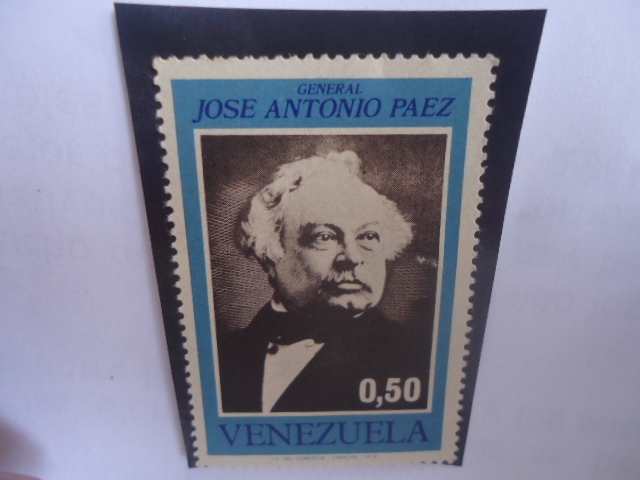 GENERAL
JOSE ANTONIO PAEZ
0,50
VENEZUELA